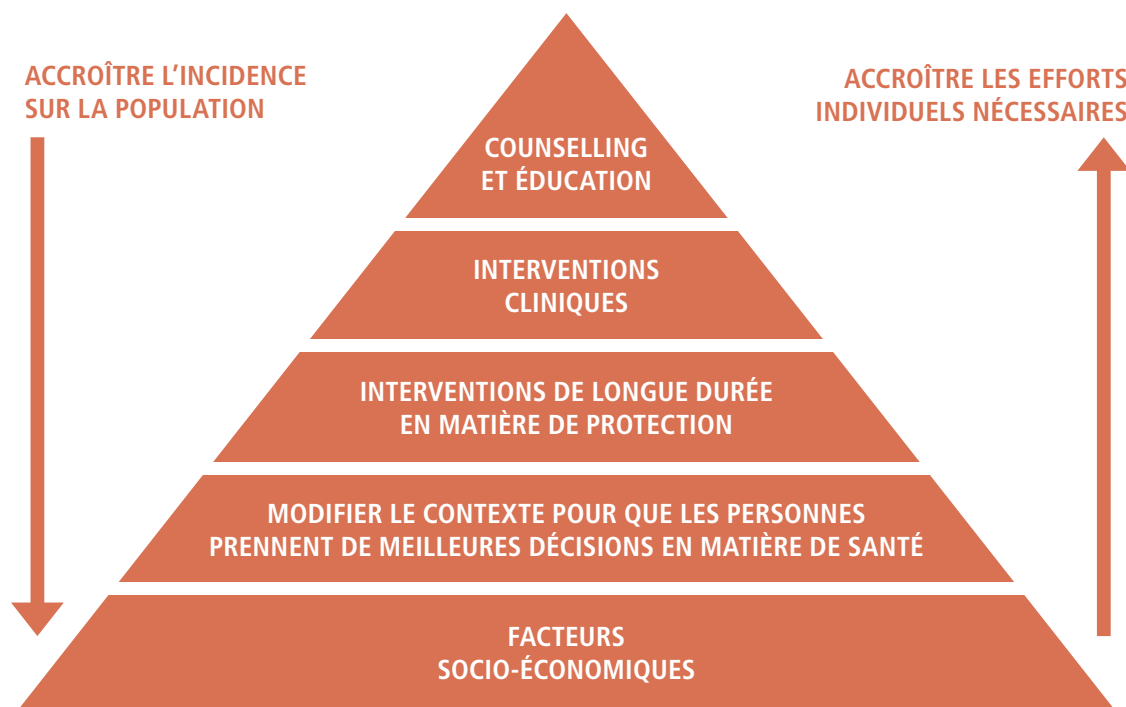 ACCROÎTRE L'INCIDENCE
SUR LA POPULATION
ACCROÎTRE LES EFFORTS
INDIVIDUELS NÉCESSAIRES
COUNSELLING
ET ÉDUCATION
INTERVENTIONS
CLINIQUES
INTERVENTIONS DE LONGUE DURÉE
EN MATIÈRE DE PROTECTION
MODIFIER LE CONTEXTE POUR QUE LES PERSONNES
PRENNENT DE MEILLEURES DÉCISIONS EN MATIÈRE DE SANTÉ
FACTEURS
SOCIO-ÉCONOMIQUES